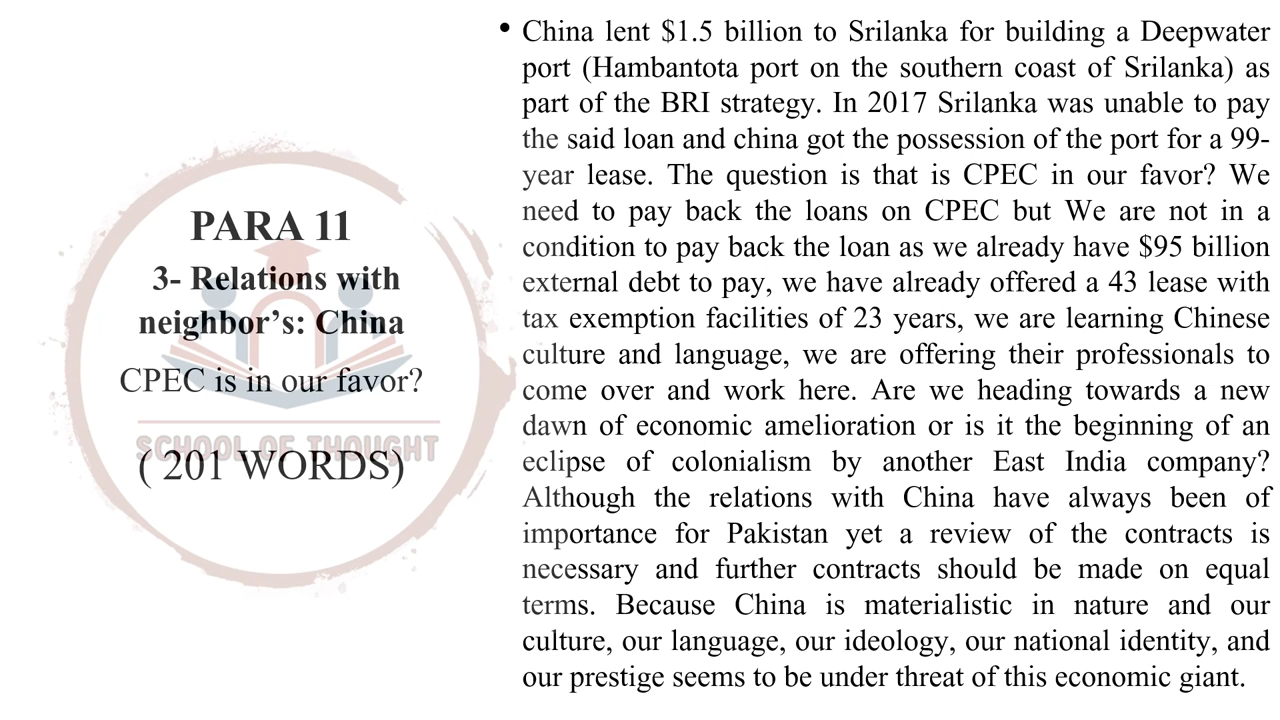 PARA 11
3- Relations with
neighbor’s: China
CPEC is in our favor?
SCHOOL OF THOUGHT
( 201 WORDS)
• China lent $1.5 billion to Srilanka for building a Deepwater
port (Hambantota port on the southern coast of Srilanka) as
part of the BRI strategy. In 2017 Srilanka was unable to pay
the said loan and china got the possession of the port for a 99-
year lease. The question is that is CPEC in our favor? We
need to pay back the loans on CPEC but We are not in a
condition to pay back the loan as we already have $95 billion
external debt to pay, we have already offered a 43 lease with
tax exemption facilities of 23 years, we are learning Chinese
culture and language, we are offering their professionals to
come over and work here. Are we heading towards a new
dawn of economic amelioration or is it the beginning of an
eclipse of colonialism by another East India company?
Although the relations with China have always been of
importance for Pakistan yet a review of the contracts is
necessary and further contracts should be made on equal
terms. Because China is materialistic in nature and our
culture, our language, our ideology, our national identity, and
our prestige seems to be under threat of this economic giant.